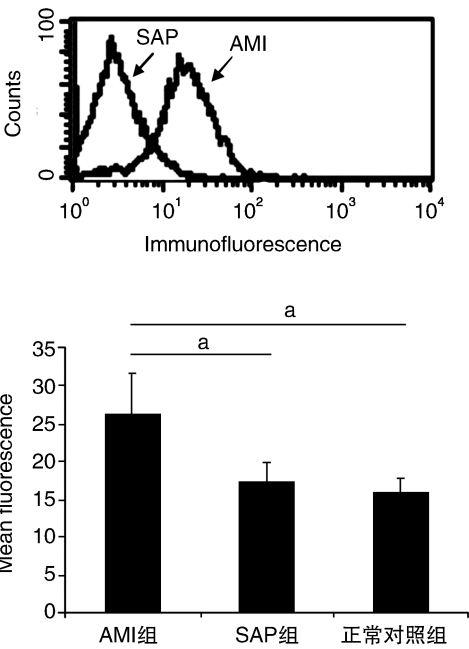 100
SAP
AMI
Counts
0
10⁰ 10¹ 10² 10³ 10⁴
Immunofluorescence
a
a
35
30
25
20
15
10
5
0
Mean fluorescence
AMI组 SAP组 正常对照组